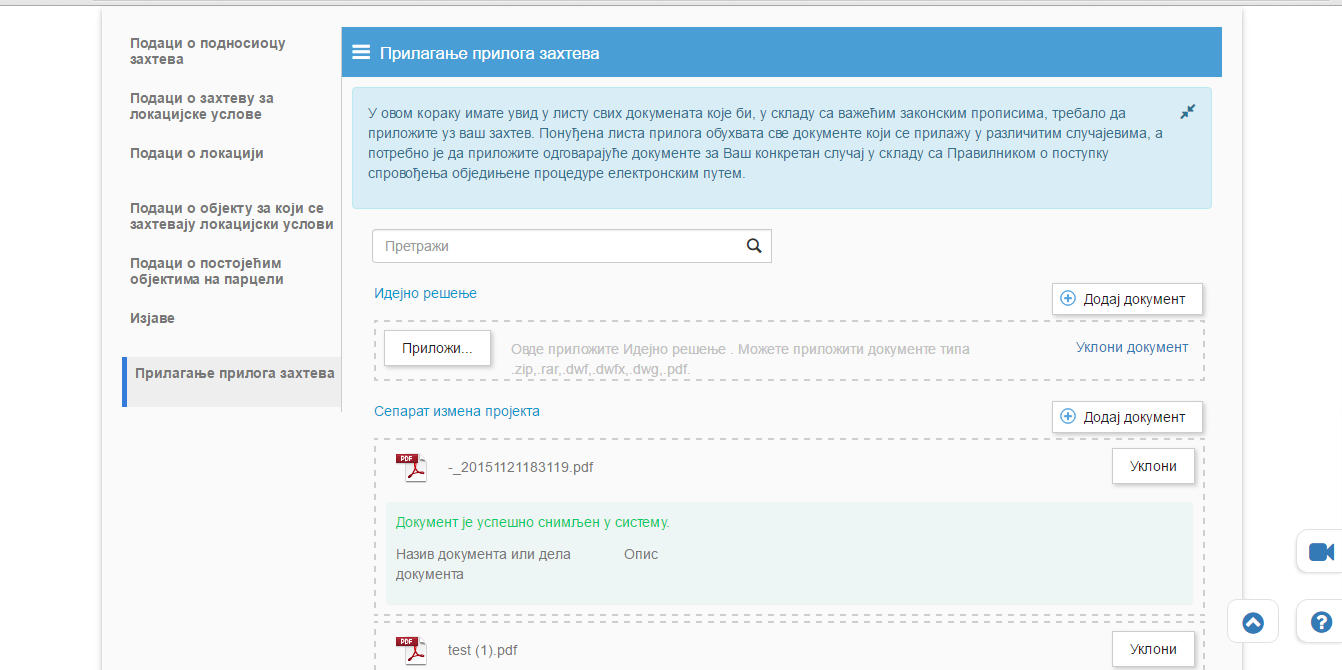 Подаци о подносиоцу
захтева
Подаци о захтеву за
локацијске услове
Подаци о локацији
Подаци о објекту за који се
захтевају локацијски услови
Подаци о постојећим
објектима на парцели
Изјаве
Прилагање прилога захтева
Прилагање прилога захтева
У овом кораку имате увид у листу свих докумената које би, у складу са важећим законским прописима, требало да
приложите уз ваш захтев. Понуђена листа прилога обухвата све документе који се прилажу у различитим случајевима, а
потребно је да приложите одговарајуће документе за Ваш конкретан случај у складу са Правилником о поступку
спровођења обједињене процедуре електронским путем.
Претражи
Идејно решење
Додај документ
Приложи...
Овде приложите Идејно решење . Можете приложити документе типа
.zip,.rar,.dwf,.dwfx,.dwg,.pdf.
Уклони документ
Сепарат измена пројекта
Додај документ
PDF
-_20151121183119.pdf
Уклони
Документ је успешно снимљен у систему.
Назив документа или дела
документа
Опис
PDF
test (1).pdf
Уклони